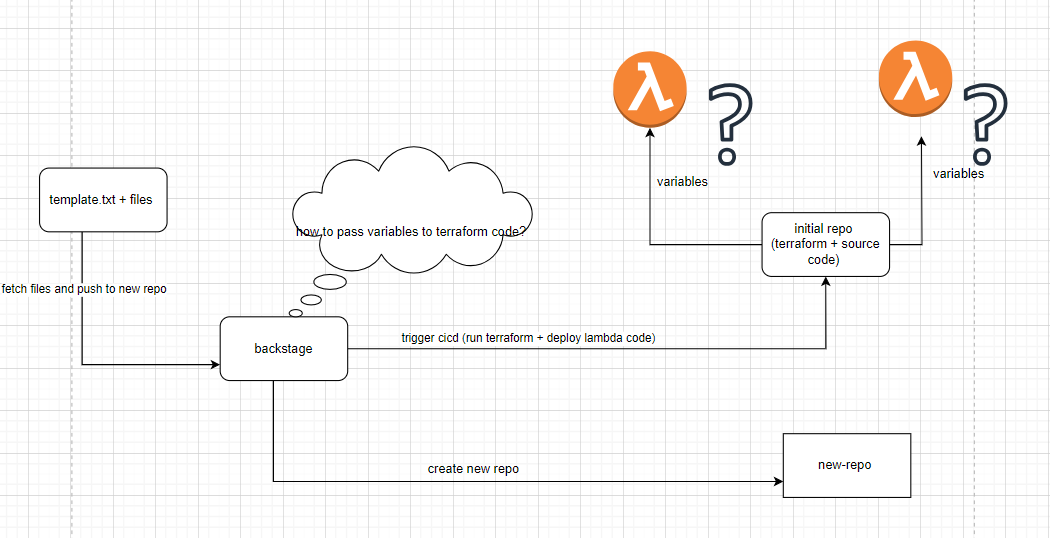 variables
variables
template.txt + files
how to pass variables to terraform code?
initial repo
(terraform + source
code)
fetch files and push to new repo
trigger cicd (run terraform + deploy lambda code)
backstage
create new repo
new-repo